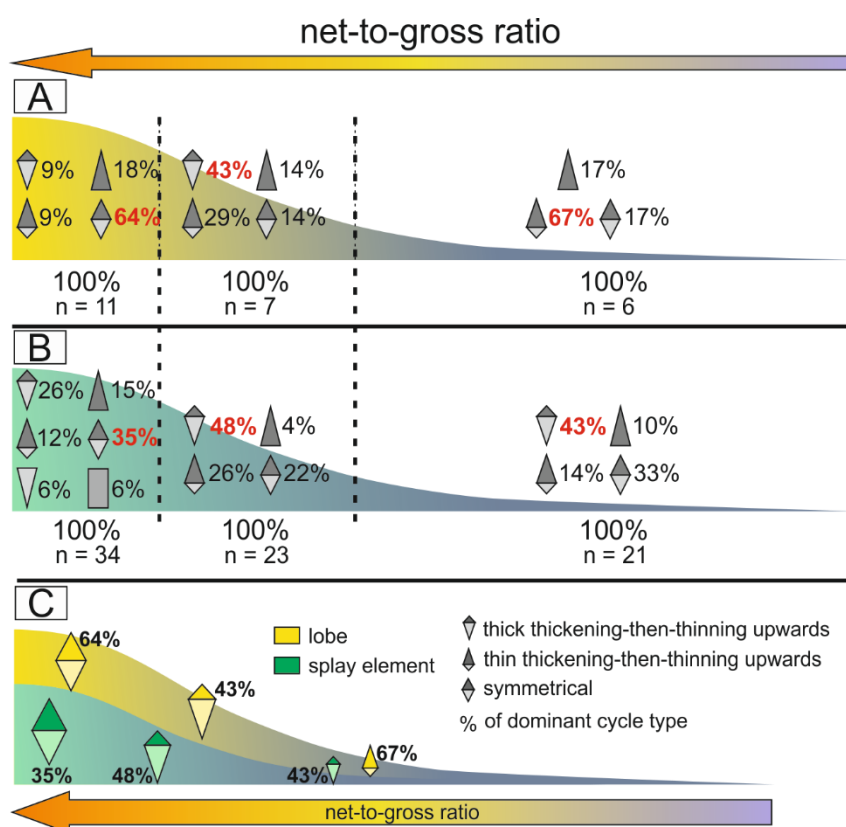 net-to-gross ratio
A
9% 18% 43% 14% 17%
9% 64% 29% 14% 67% 17%
100% 100% 100%
n = 11 n = 7 n = 6
B
26% 15% 48% 4% 43% 10%
12% 35% 26% 22% 14% 33%
6% 6%
100% 100% 100%
n = 34 n = 23 n = 21
C
64%
43%
67%
35% 48% 43%
lobe
splay element
thick thickening-then-thinning upwards
thin thickening-then-thinning upwards
symmetrical
% of dominant cycle type
net-to-gross ratio